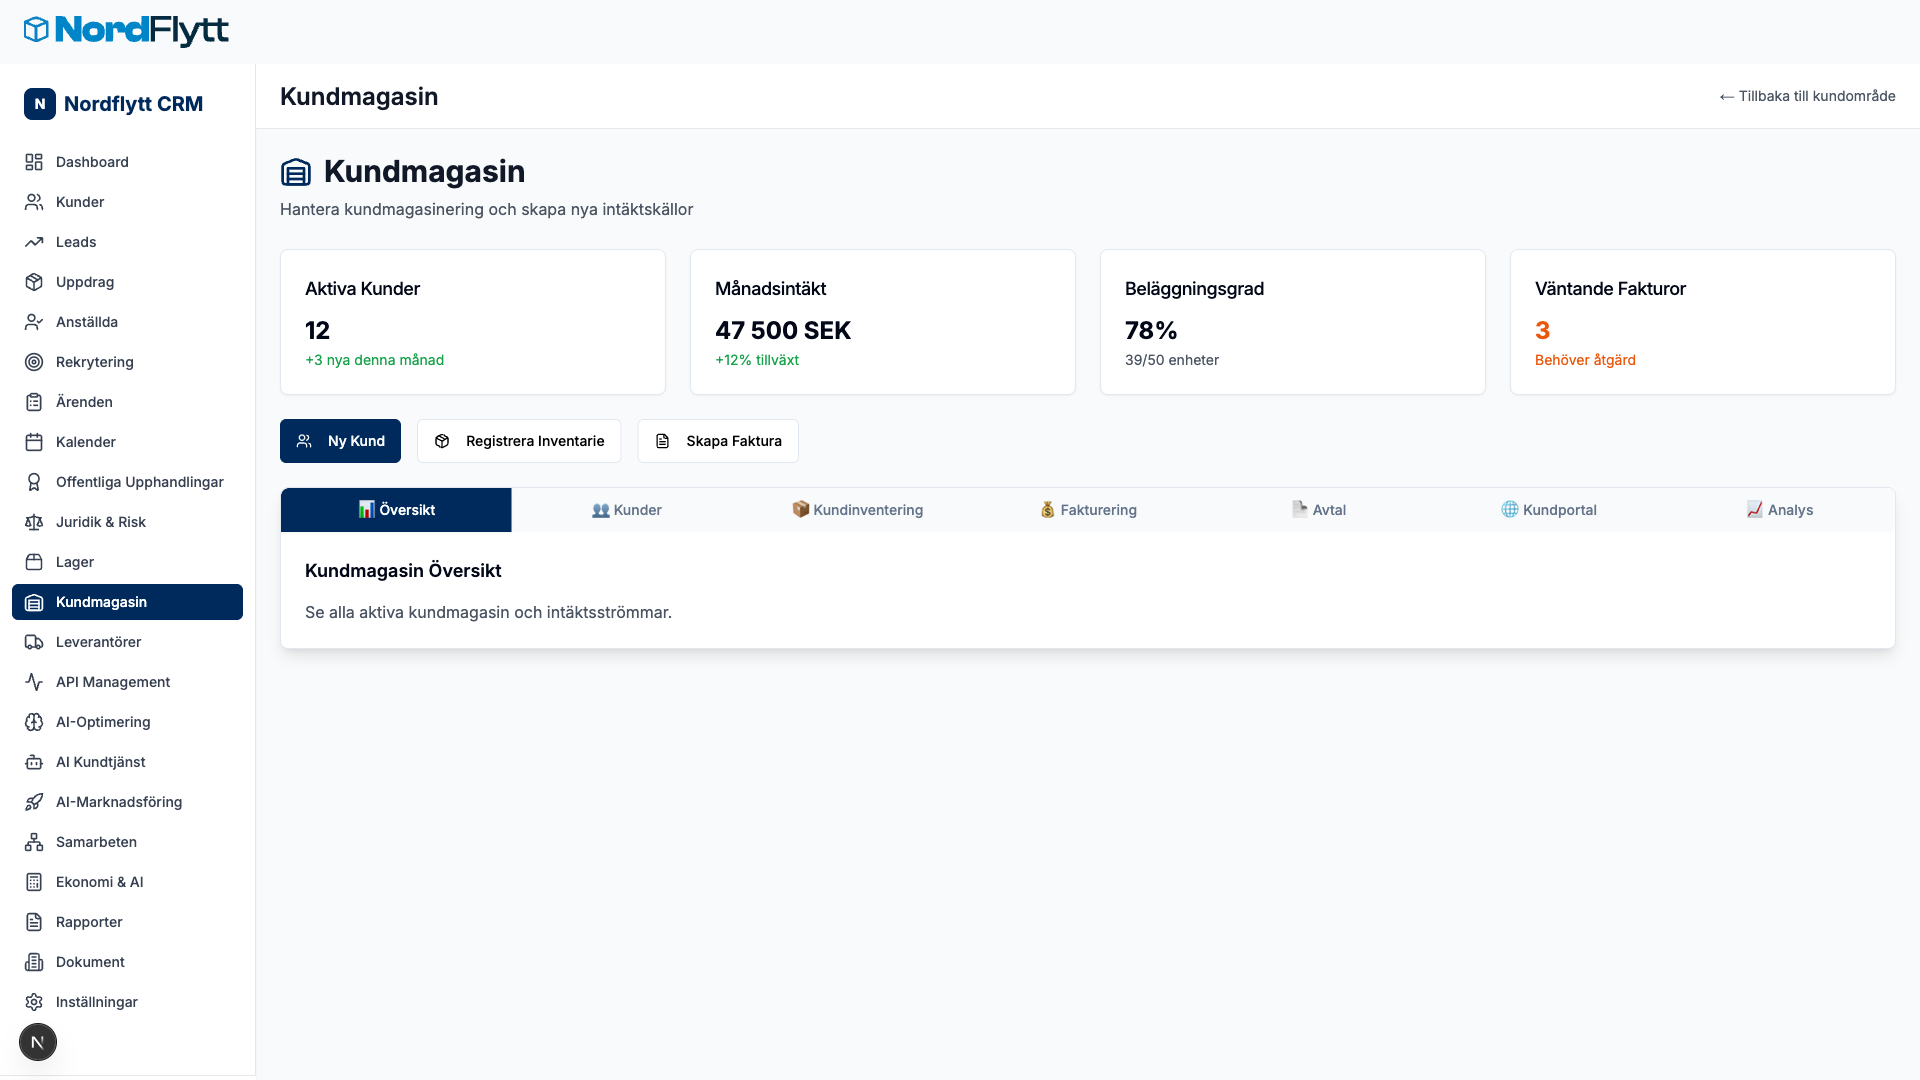 NordFlytt
N Nordflytt CRM
Dashboard
Kunder
Leads
Uppdrag
Anställda
Rekrytering
Ärenden
Kalender
Offentliga Upphandlingar
Juridik & Risk
Lager
Kundmagasin
Leverantörer
API Management
AI-Optimering
AI Kundtjänst
AI-Marknadsföring
Samarbeten
Ekonomi & AI
Rapporter
Dokument
Inställningar
N
Kundmagasin
← Tillbaka till kundområde
Kundmagasin
Hantera kundmagasinering och skapa nya intäktskällor
Aktiva Kunder
12
+3 nya denna månad
Månadsintäkt
47 500 SEK
+12% tillväxt
Beläggningsgrad
78%
39/50 enheter
Väntande Fakturor
3
Behöver åtgärd
Ny Kund
Registrera Inventarie
Skapa Faktura
Översikt
Kunder
Kundinventering
Fakturering
Avtal
Kundportal
Analys
Kundmagasin Översikt
Se alla aktiva kundmagasin och intäktsströmmar.